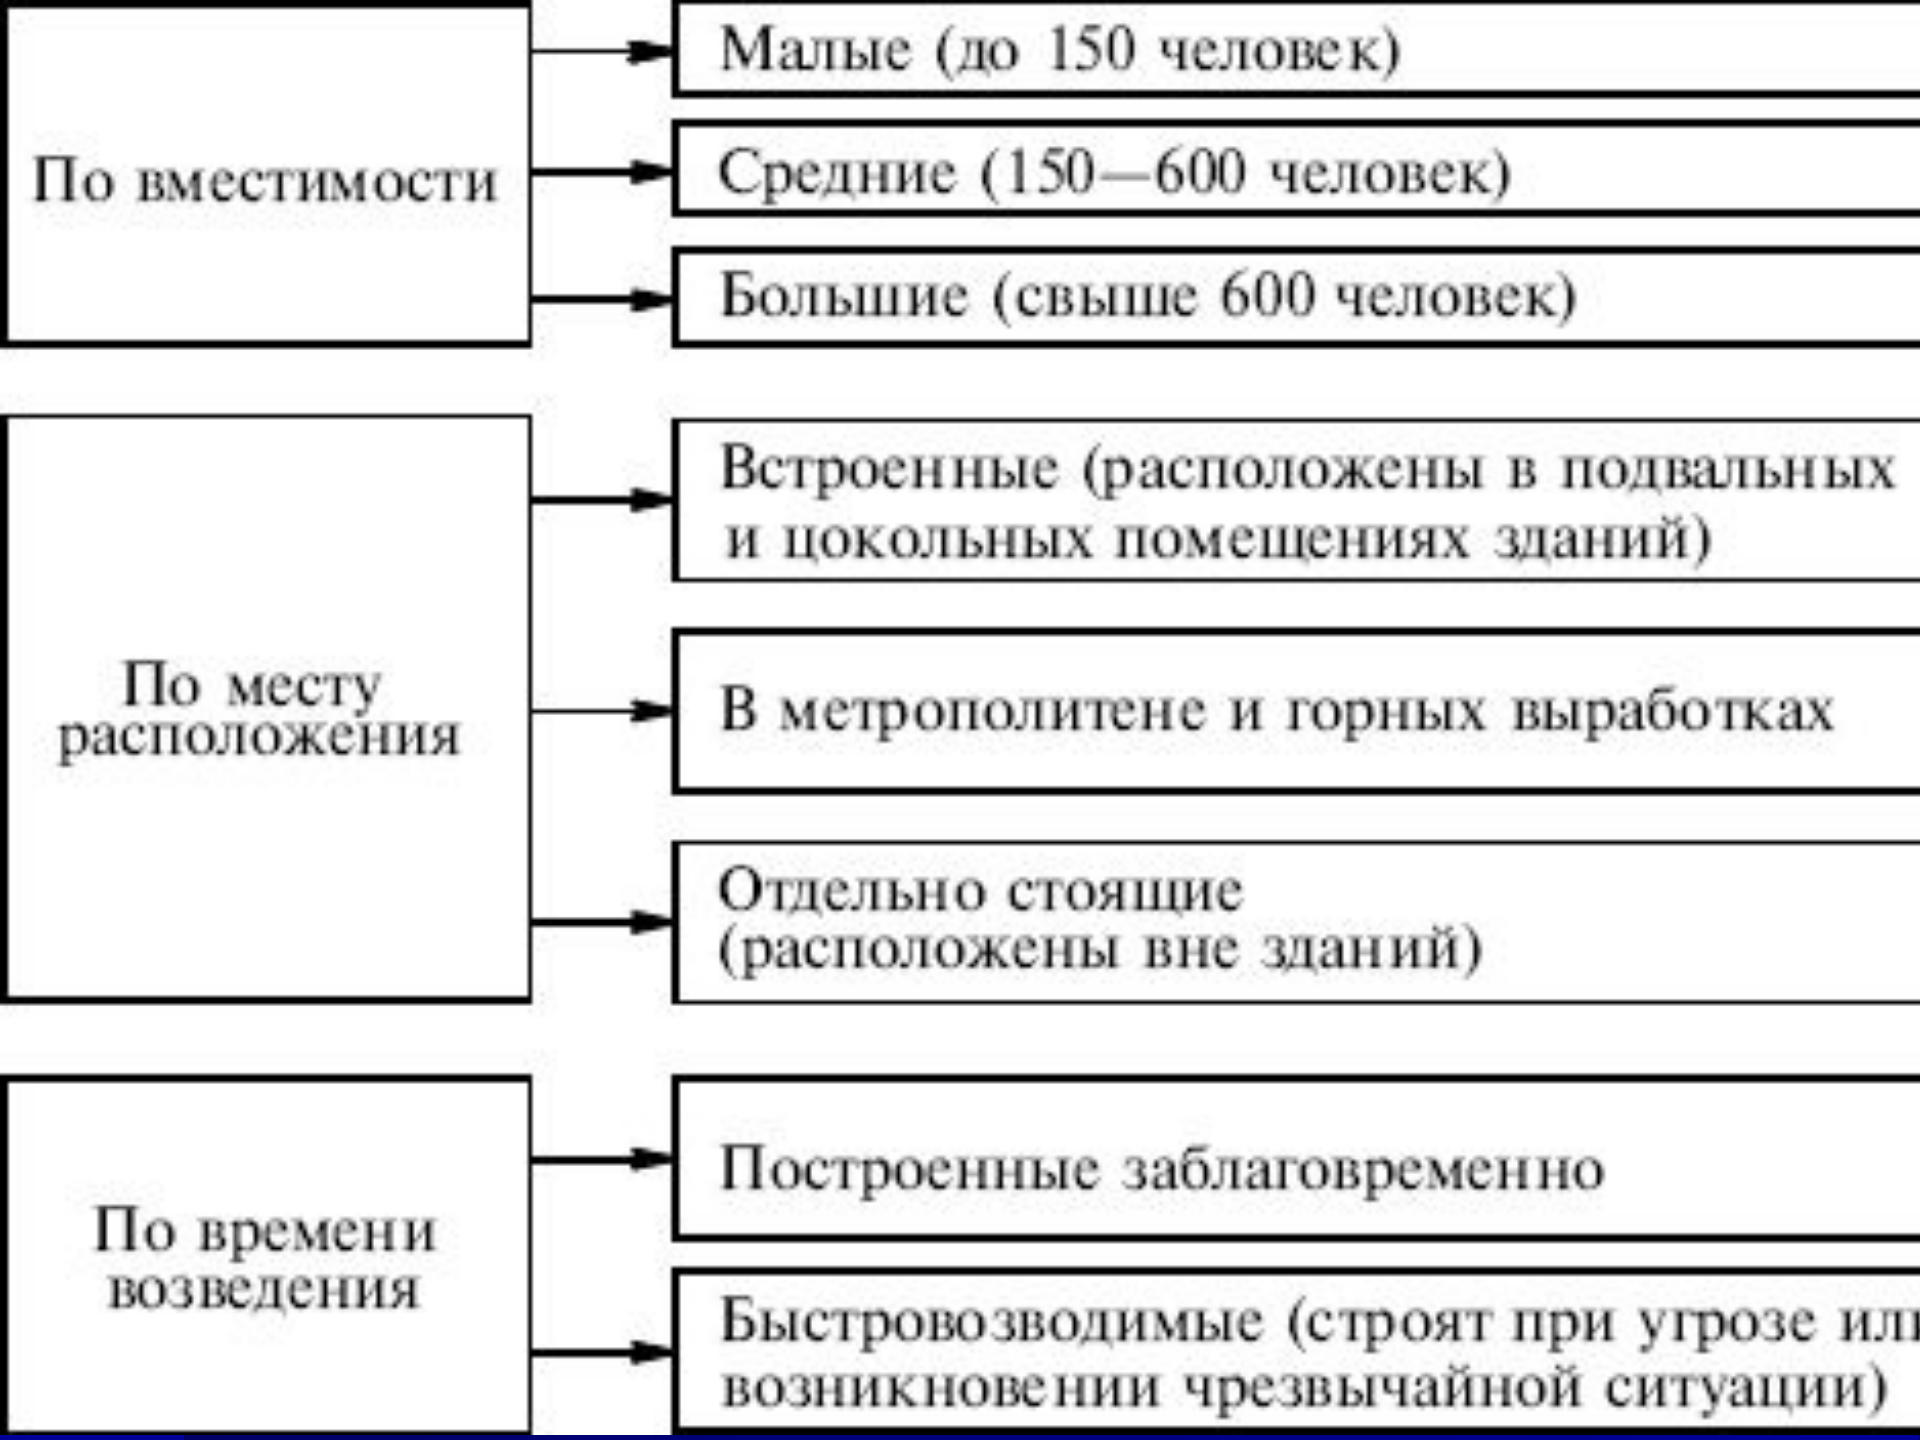 По вместимости
Малые (до 150 человек)
Средние (150—600 человек)
Большие (свыше 600 человек)
По месту
расположения
Встроенные (расположены в подвальных
и цокольных помещениях зданий)
В метрополитене и горных выработках
Отдельно стоящие
(расположены вне зданий)
По времени
возведения
Построенные заблаговременно
Быстровозводимые (строят при угрозе или
возникновении чрезвычайной ситуации)